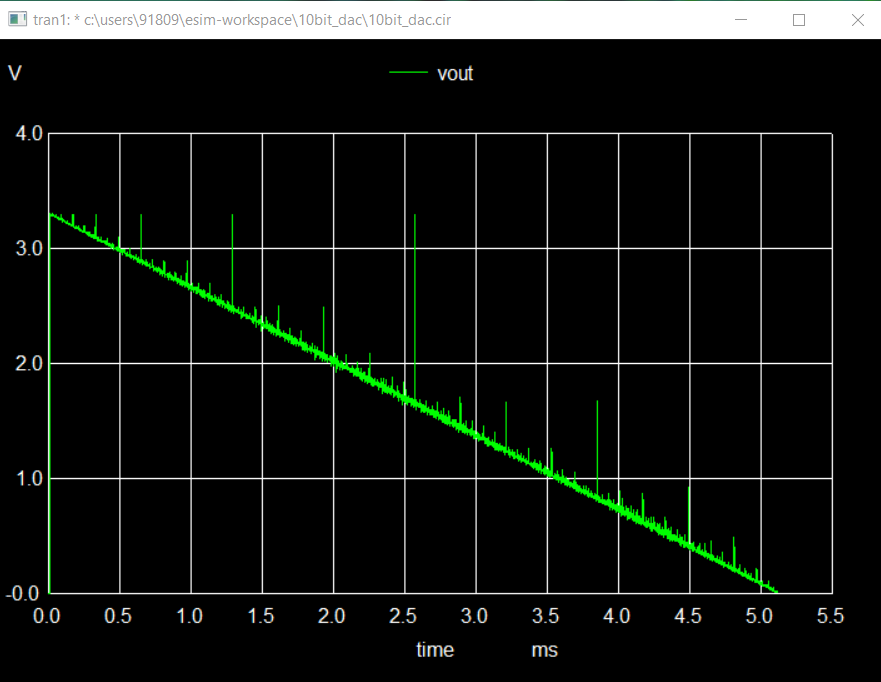 tran1: * c:\users\91809\esim-workspace\10bit_dac\10bit_dac.cir
V vout
4.0
3.0
2.0
1.0
-0.0
0.0 0.5 1.0 1.5 2.0 2.5 3.0 3.5 4.0 4.5 5.0 5.5
time ms